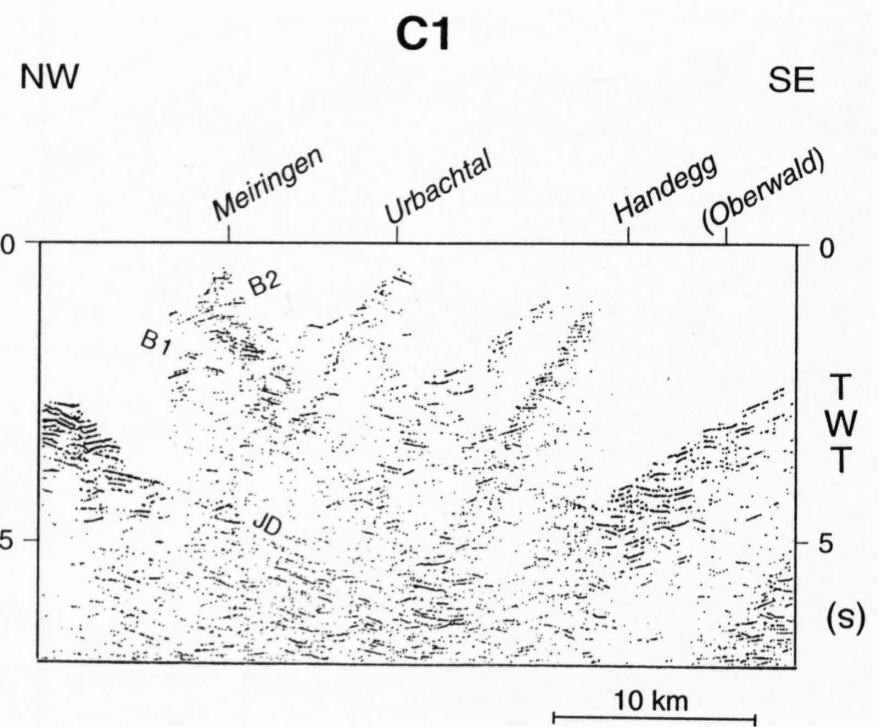 C1
NW
SE
Meiringen
Urbachtal
Handegg
(Oberwald)
0
0
B2
B1
T
W
T
JD
5
5
(s)
10 km